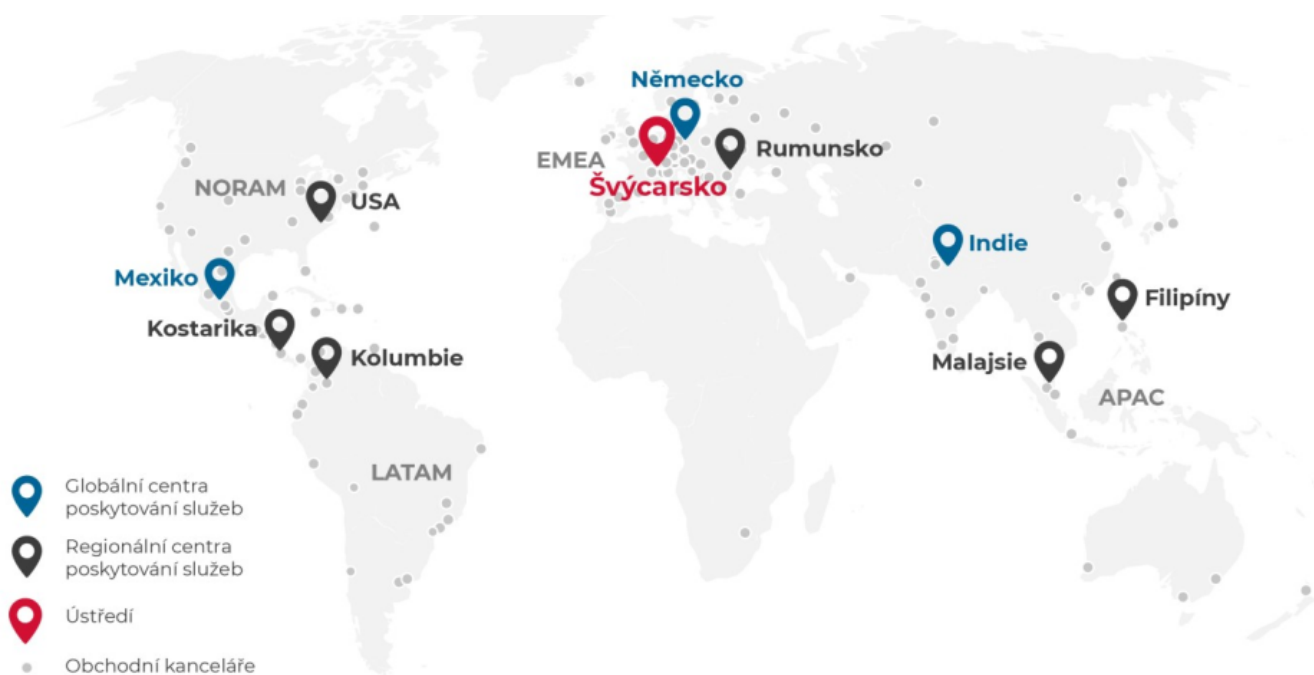 Německo
EMEA
Rumunsko
Švýcarsko
NORAM
USA
Indie
Mexiko
Filipíny
Kostarika
Kolumbie
Malajsie
APAC
LATAM
Globální centra
poskytování služeb
Regionální centra
poskytování služeb
Ústředí
Obchodní kanceláře